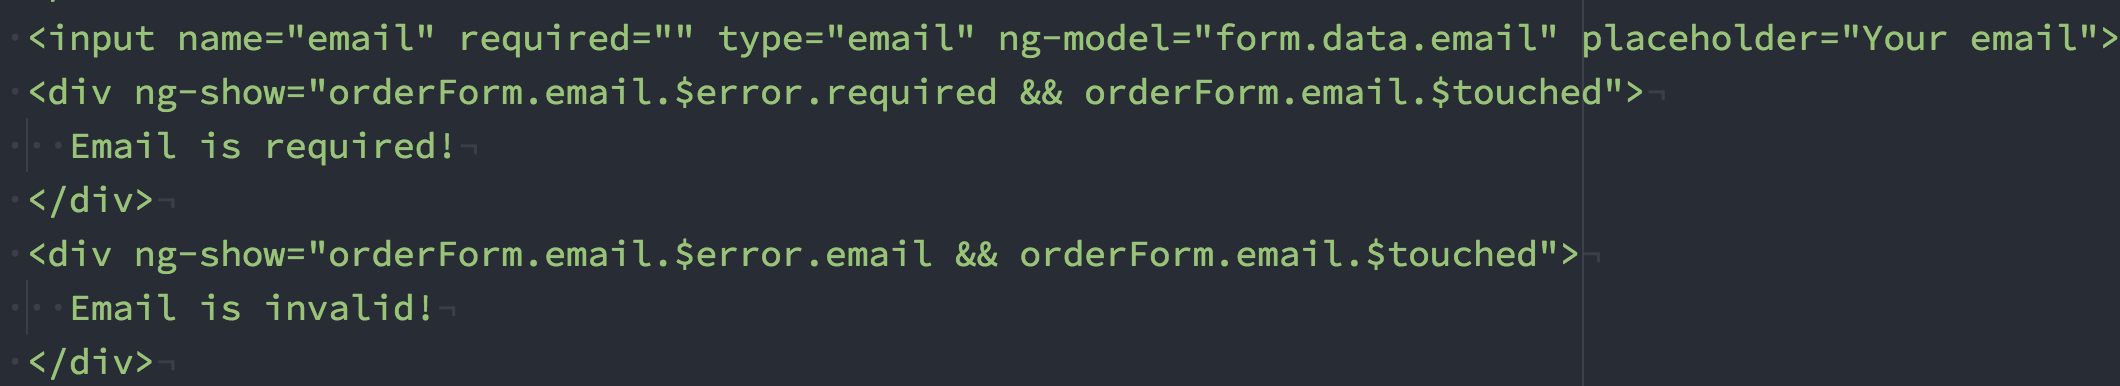 <input name="email" required="" type="email" ng-model="form.data.email" placeholder="Your email">
<div ng-show="orderForm.email.$error.required && orderForm.email.$touched">
Email is required!
</div>
<div ng-show="orderForm.email.$error.email && orderForm.email.$touched">
Email is invalid!
</div>